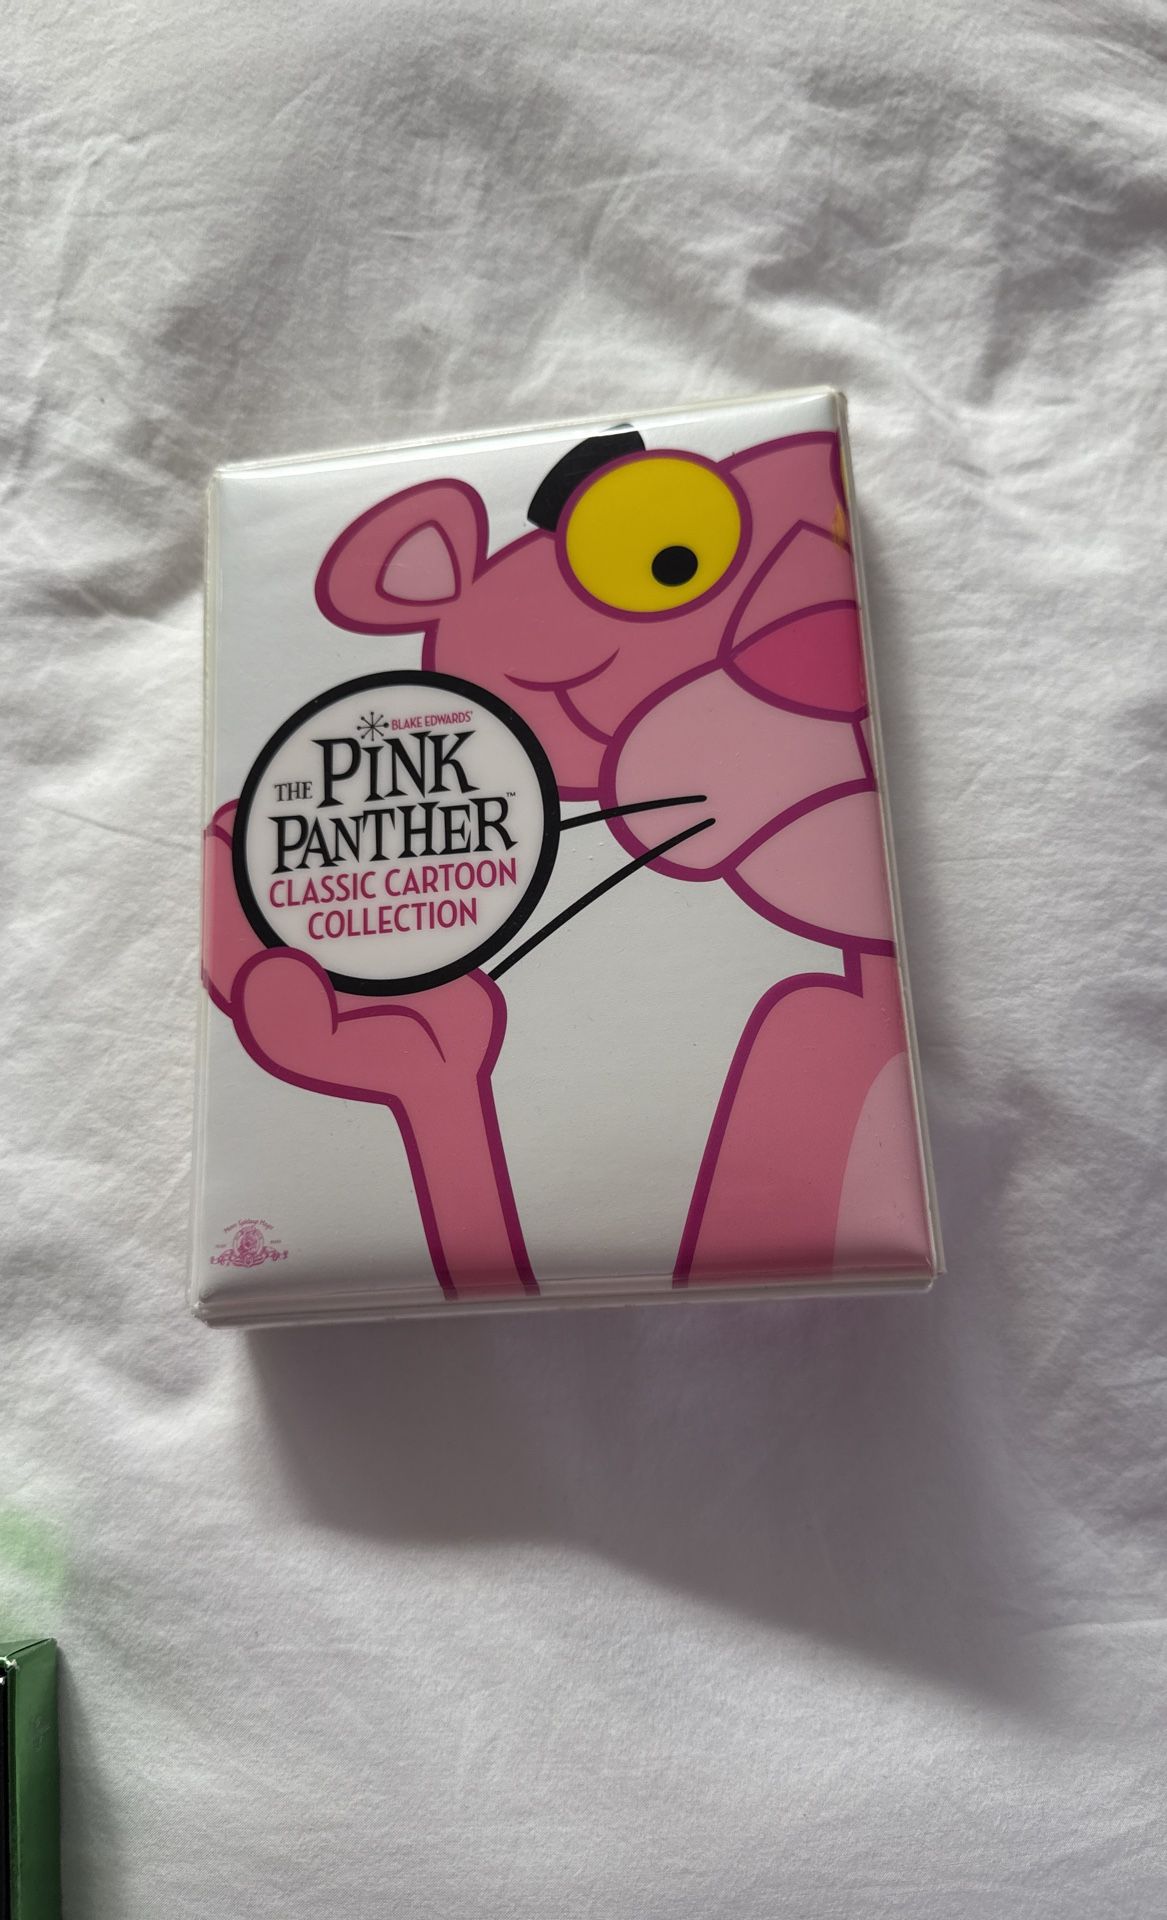 BLAKE EDWARDS'
THE PINK
PANTHER™
CLASSIC CARTOON
COLLECTION